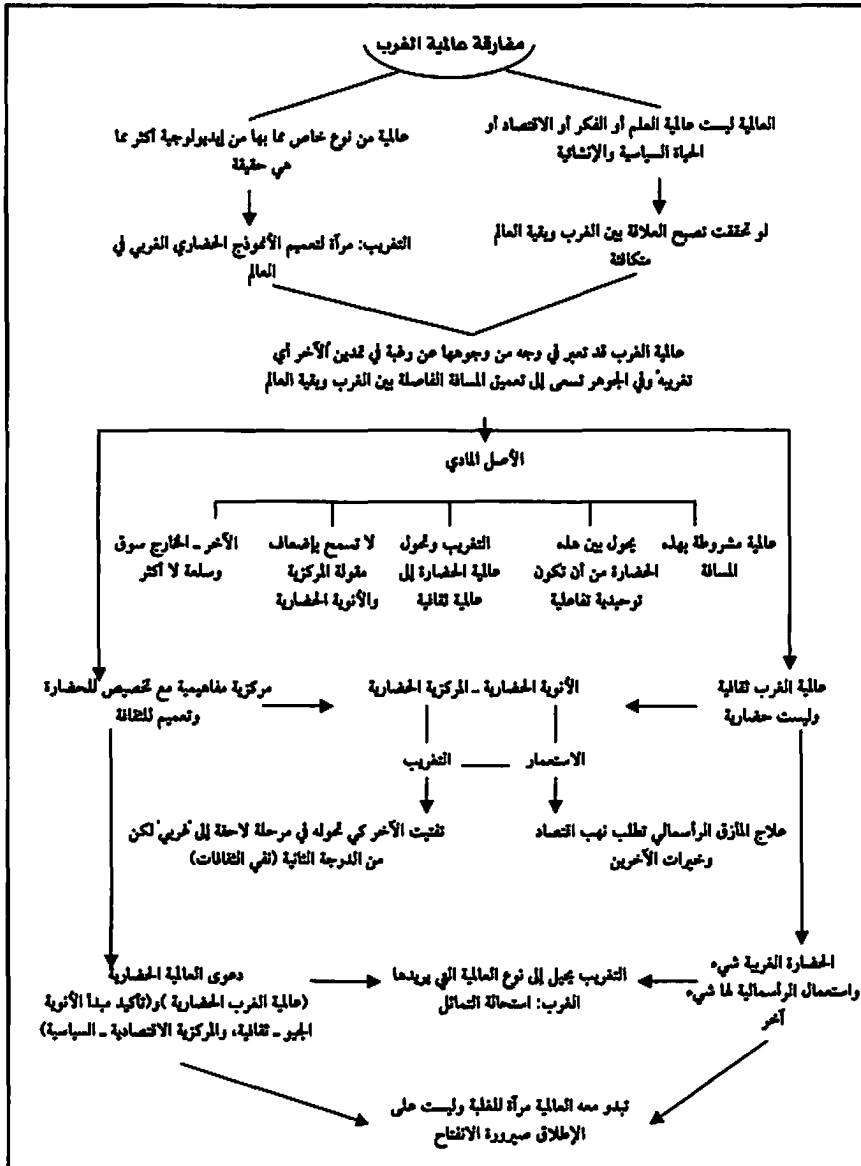 مفارقة عالمية الغرب
العالمية ليست عالمية العلم أو الفكر أو الاقتصاد أو
الحياة السياسية والإنشائية
عالمية من نوع خاص مما بها من إيديولوجية أكثر مما
هي حقيقة
لو تحققت تصبح العلاقة بين الغرب وبقية العالم
متكافئة
التغريب: مرآة لتعميم الأنموذج الحضاري الغربي في
العالم
عالمية الغرب قد تعبر في وجه من وجوهها عن رغبة في تمدين الآخر أي
تغريبه وفي الجوهر تسعى إلى تعميق المسافة الفاصلة بين الغرب وبقية العالم
الأصل المادي
عالمية مشروطة بهذه
المسافة
يحول بين هذه
الحضارة من أن تكون
توحيدية تفاعلية
التغريب وتحول
عالمية الحضارة إلى
عالمية ثقافية
لا تسمح بإضعاف
مقولة المركزية
والأنوية الحضارية
الآخر ـ الخارج سوق
وسلعة لا أكثر
عالمية الغرب ثقافية
وليست حضارية
الأنوية الحضارية ـ المركزية الحضارية
مركزية مفاهيمية مع تخصيص للحضارة
وتعميم للثقافة
الاستعمار
التغريب
علاج المأزق الرأسمالي تطلب نهب اقتصاد
وخيرات الآخرين
تفتيت الآخر كي تحوله في مرحلة لاحقة إلى "غربي" لكن
من الدرجة الثانية (نفي الثقافات)
الحضارة الغربية شيء
واستعمال الرأسمالية لها شيء
آخر
التغريب يحيل إلى نوع العالمية التي يريدها
الغرب: استحالة التماثل
دعوى العالمية الحضارية
(عالمية الغرب الحضارية )و(تأكيد مبدأ الأنوية
الجيو ـ ثقافية، والمركزية الاقتصادية ـ السياسية)
تبدو معه العالمية مرآة للغلبة وليست على
الإطلاق صيرورة الانفتاح